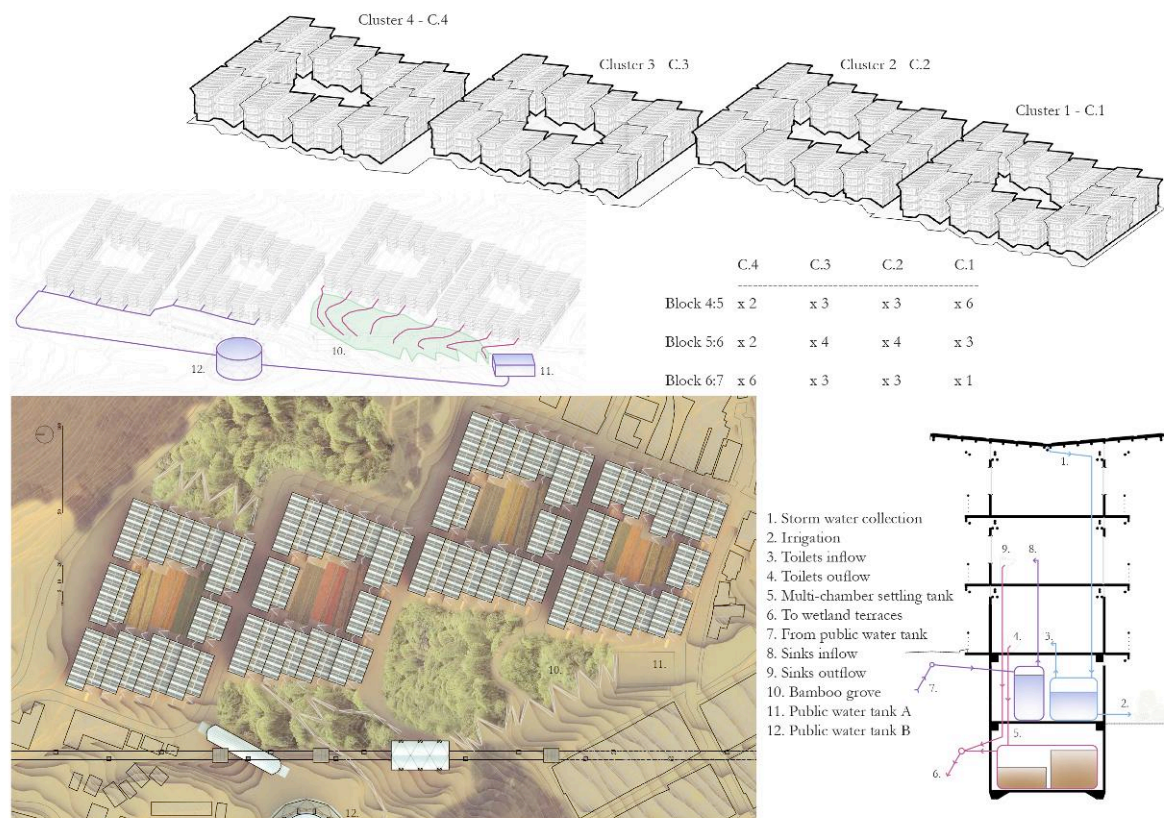 Cluster 4 - C.4
Cluster 3 - C.3
Cluster 2 - C.2
Cluster 1 - C.1
C.4 C.3 C.2 C.1
Block 4:5 x 2 x 3 x 3 x 6
Block 5:6 x 2 x 4 x 4 x 3
Block 6:7 x 6 x 3 x 3 x 1
10.
11.
12.
10.
11.
12.
1. Storm water collection
2. Irrigation
3. Toilets inflow
4. Toilets ouflow
5. Multi-chamber settling tank
6. To wetland terraces
7. From public water tank
8. Sinks inflow
9. Sinks outflow
10. Bamboo grove
11. Public water tank A
12. Public water tank B
1.
9.
8.
4.
3.
7.
2.
5.
6.